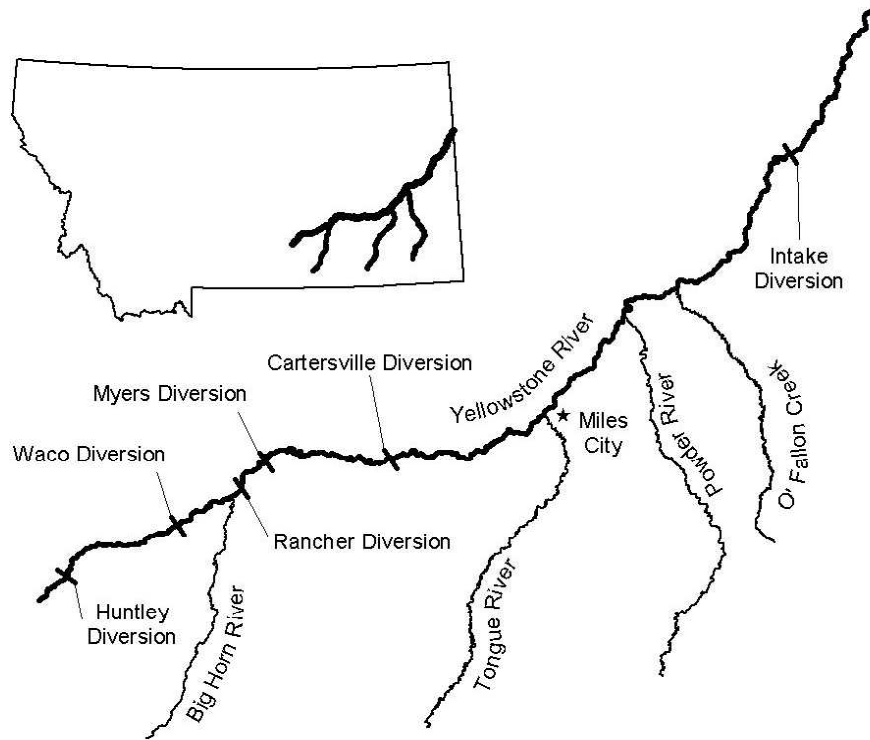 Intake
Diversion
Yellowstone River
Cartersville Diversion
Myers Diversion
Miles
City
Powder River
O' Fallon Creek
Waco Diversion
Rancher Diversion
Huntley
Diversion
Big Horn River
Tongue River